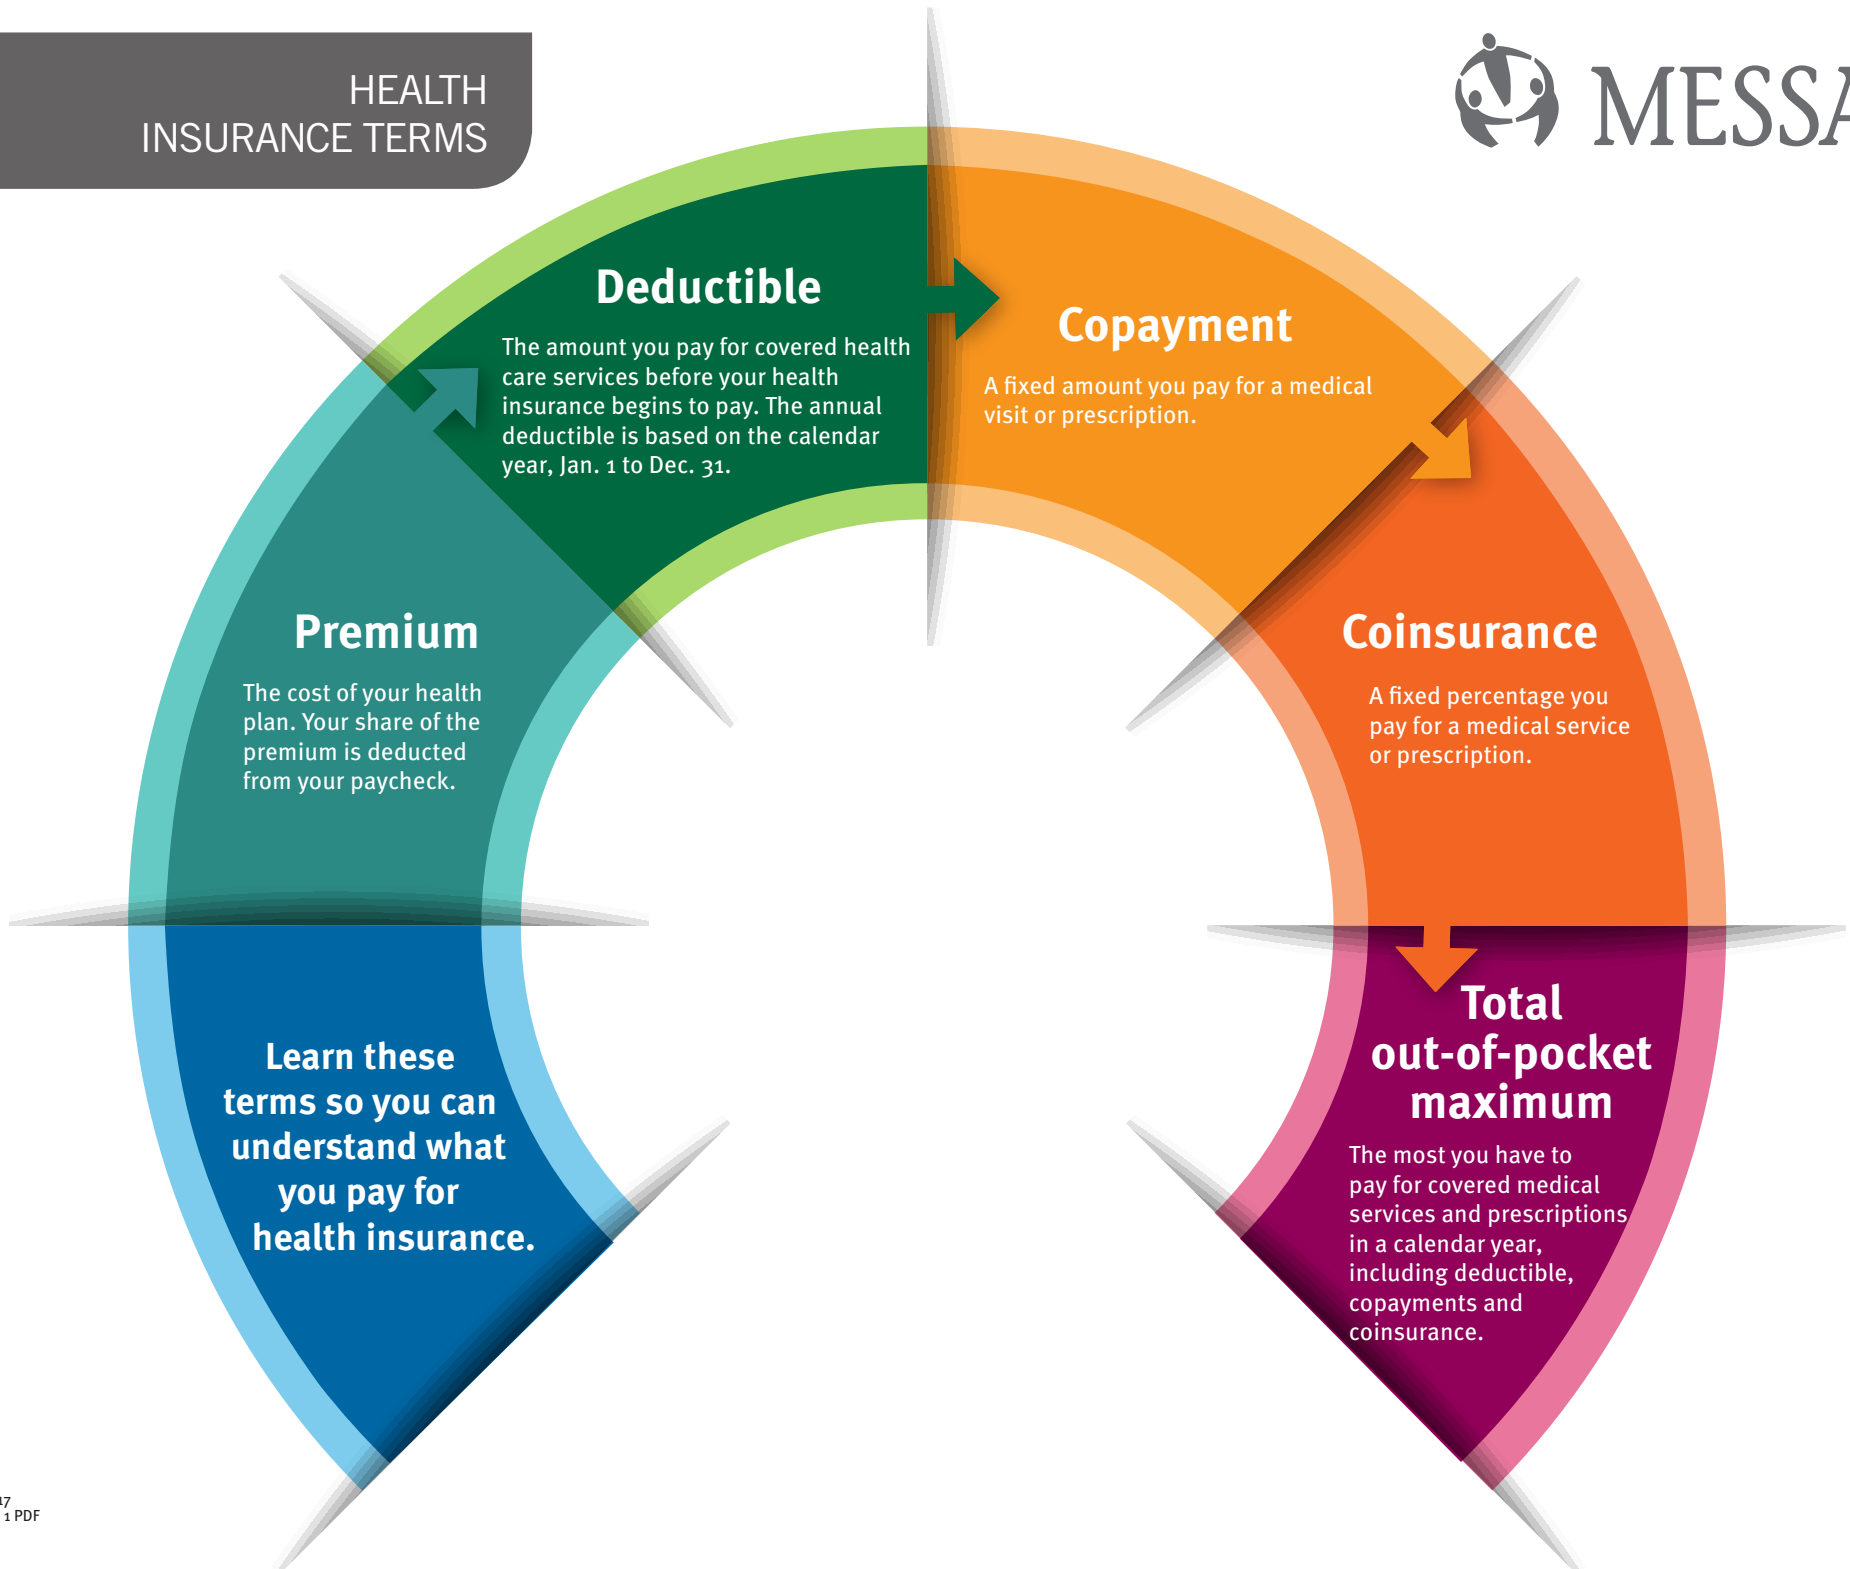 HEALTH
INSURANCE TERMS
MESSA
Learn these
terms so you can
understand what
you pay for
health insurance.
Premium
The cost of your health
plan. Your share of the
premium is deducted
from your paycheck.
Deductible
The amount you pay for covered health
care services before your health
insurance begins to pay. The annual
deductible is based on the calendar
year, Jan. 1 to Dec. 31.
Copayment
A fixed amount you pay for a medical
visit or prescription.
Coinsurance
A fixed percentage you
pay for a medical service
or prescription.
Total
out-of-pocket
maximum
The most you have to
pay for covered medical
services and prescriptions
in a calendar year,
including deductible,
copayments and
coinsurance.
17
1 PDF